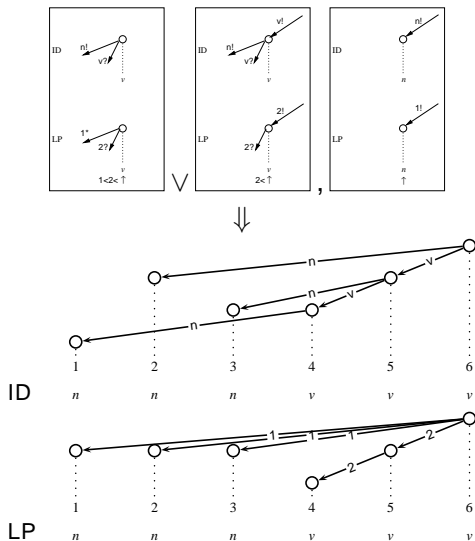 ID n! v? v
LP 1* 2? v
1<2< ↑
∨
ID v! n! v? v
LP 2! 2? v
2< ↑
,
ID n! n
LP 1! n
↑
⇓
n v
n v
n
1 2 3 4 5 6
ID n n n v v v
1 1 1 2
2
1 2 3 4 5 6
LP n n n v v v